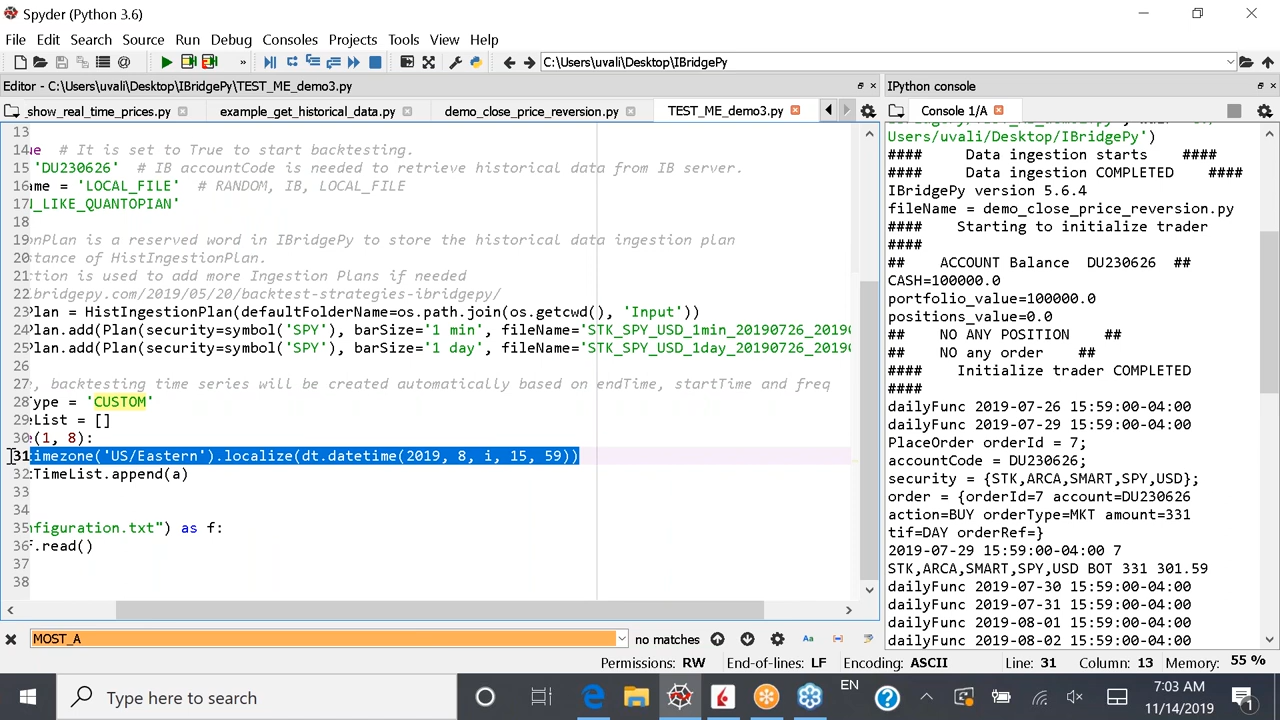 Spyder (Python 3.6)
File Edit Search Source Run Debug Consoles Projects Tools View Help
C:\Users\uvali\Desktop\IBridgePy
Editor - C:\Users\uvali\Desktop\IBridgePy\TEST_ME_demo3.py
show_real_time_prices.py example_get_historical_data.py demo_close_price_reversion.py TEST_ME_demo3.py
13
14 ue # It is set to True to start backtesting.
15 'DU230626' # IB accountCode is needed to retrieve historical data from IB server.
16 ame = 'LOCAL_FILE' # RANDOM, IB, LOCAL_FILE
17 N_LIKE_QUANTOPIAN'
18
19 onPlan is a reserved word in IBridgePy to store the historical data ingestion plan
20 stance of HistIngestionPlan.
21 ction is used to add more Ingestion Plans if needed
22 ibridgepy.com/2019/05/20/backtest-strategies-ibridgepy/
23 Plan = HistIngestionPlan(defaultFolderName=os.path.join(os.getcwd(), 'Input'))
24 Plan.add(Plan(security=symbol('SPY'), barSize='1 min', fileName='STK_SPY_USD_1min_20190726_2019
25 Plan.add(Plan(security=symbol('SPY'), barSize='1 day', fileName='STK_SPY_USD_1day_20190726_2019
26
27 , backtesting time series will be created automatically based on endTime, startTime and freq
28 Type = 'CUSTOM'
29 eList = []
30 e(1, 8):
31 timezone('US/Eastern').localize(dt.datetime(2019, 8, i, 15, 59))
32 tTimeList.append(a)
33
34
35 nfiguration.txt") as f:
36 f.read()
37
38
MOST_A no matches
IPython console
Console 1/A
Users/uvali/Desktop/IBridgePy')
#### Data ingestion starts ####
#### Data ingestion COMPLETED ####
IBridgePy version 5.6.4
fileName = demo_close_price_reversion.py
#### Starting to initialize trader
####
## ACCOUNT Balance DU230626 ##
CASH=100000.0
portfolio_value=100000.0
positions_value=0.0
## NO ANY POSITION ##
## NO any order ##
#### Initialize trader COMPLETED
####
dailyFunc 2019-07-26 15:59:00-04:00
dailyFunc 2019-07-29 15:59:00-04:00
PlaceOrder orderId = 7;
accountCode = DU230626;
security = {STK,ARCA,SMART,SPY,USD};
order = {orderId=7 account=DU230626
action=BUY orderType=MKT amount=331
tif=DAY orderRef=}
2019-07-29 15:59:00-04:00 7
STK,ARCA,SMART,SPY,USD BOT 331 301.59
dailyFunc 2019-07-30 15:59:00-04:00
dailyFunc 2019-07-31 15:59:00-04:00
dailyFunc 2019-08-01 15:59:00-04:00
dailyFunc 2019-08-02 15:59:00-04:00
Permissions: RW End-of-lines: LF Encoding: ASCII Line: 31 Column: 13 Memory: 55 %
Type here to search
EN
7:03 AM
11/14/2019
1